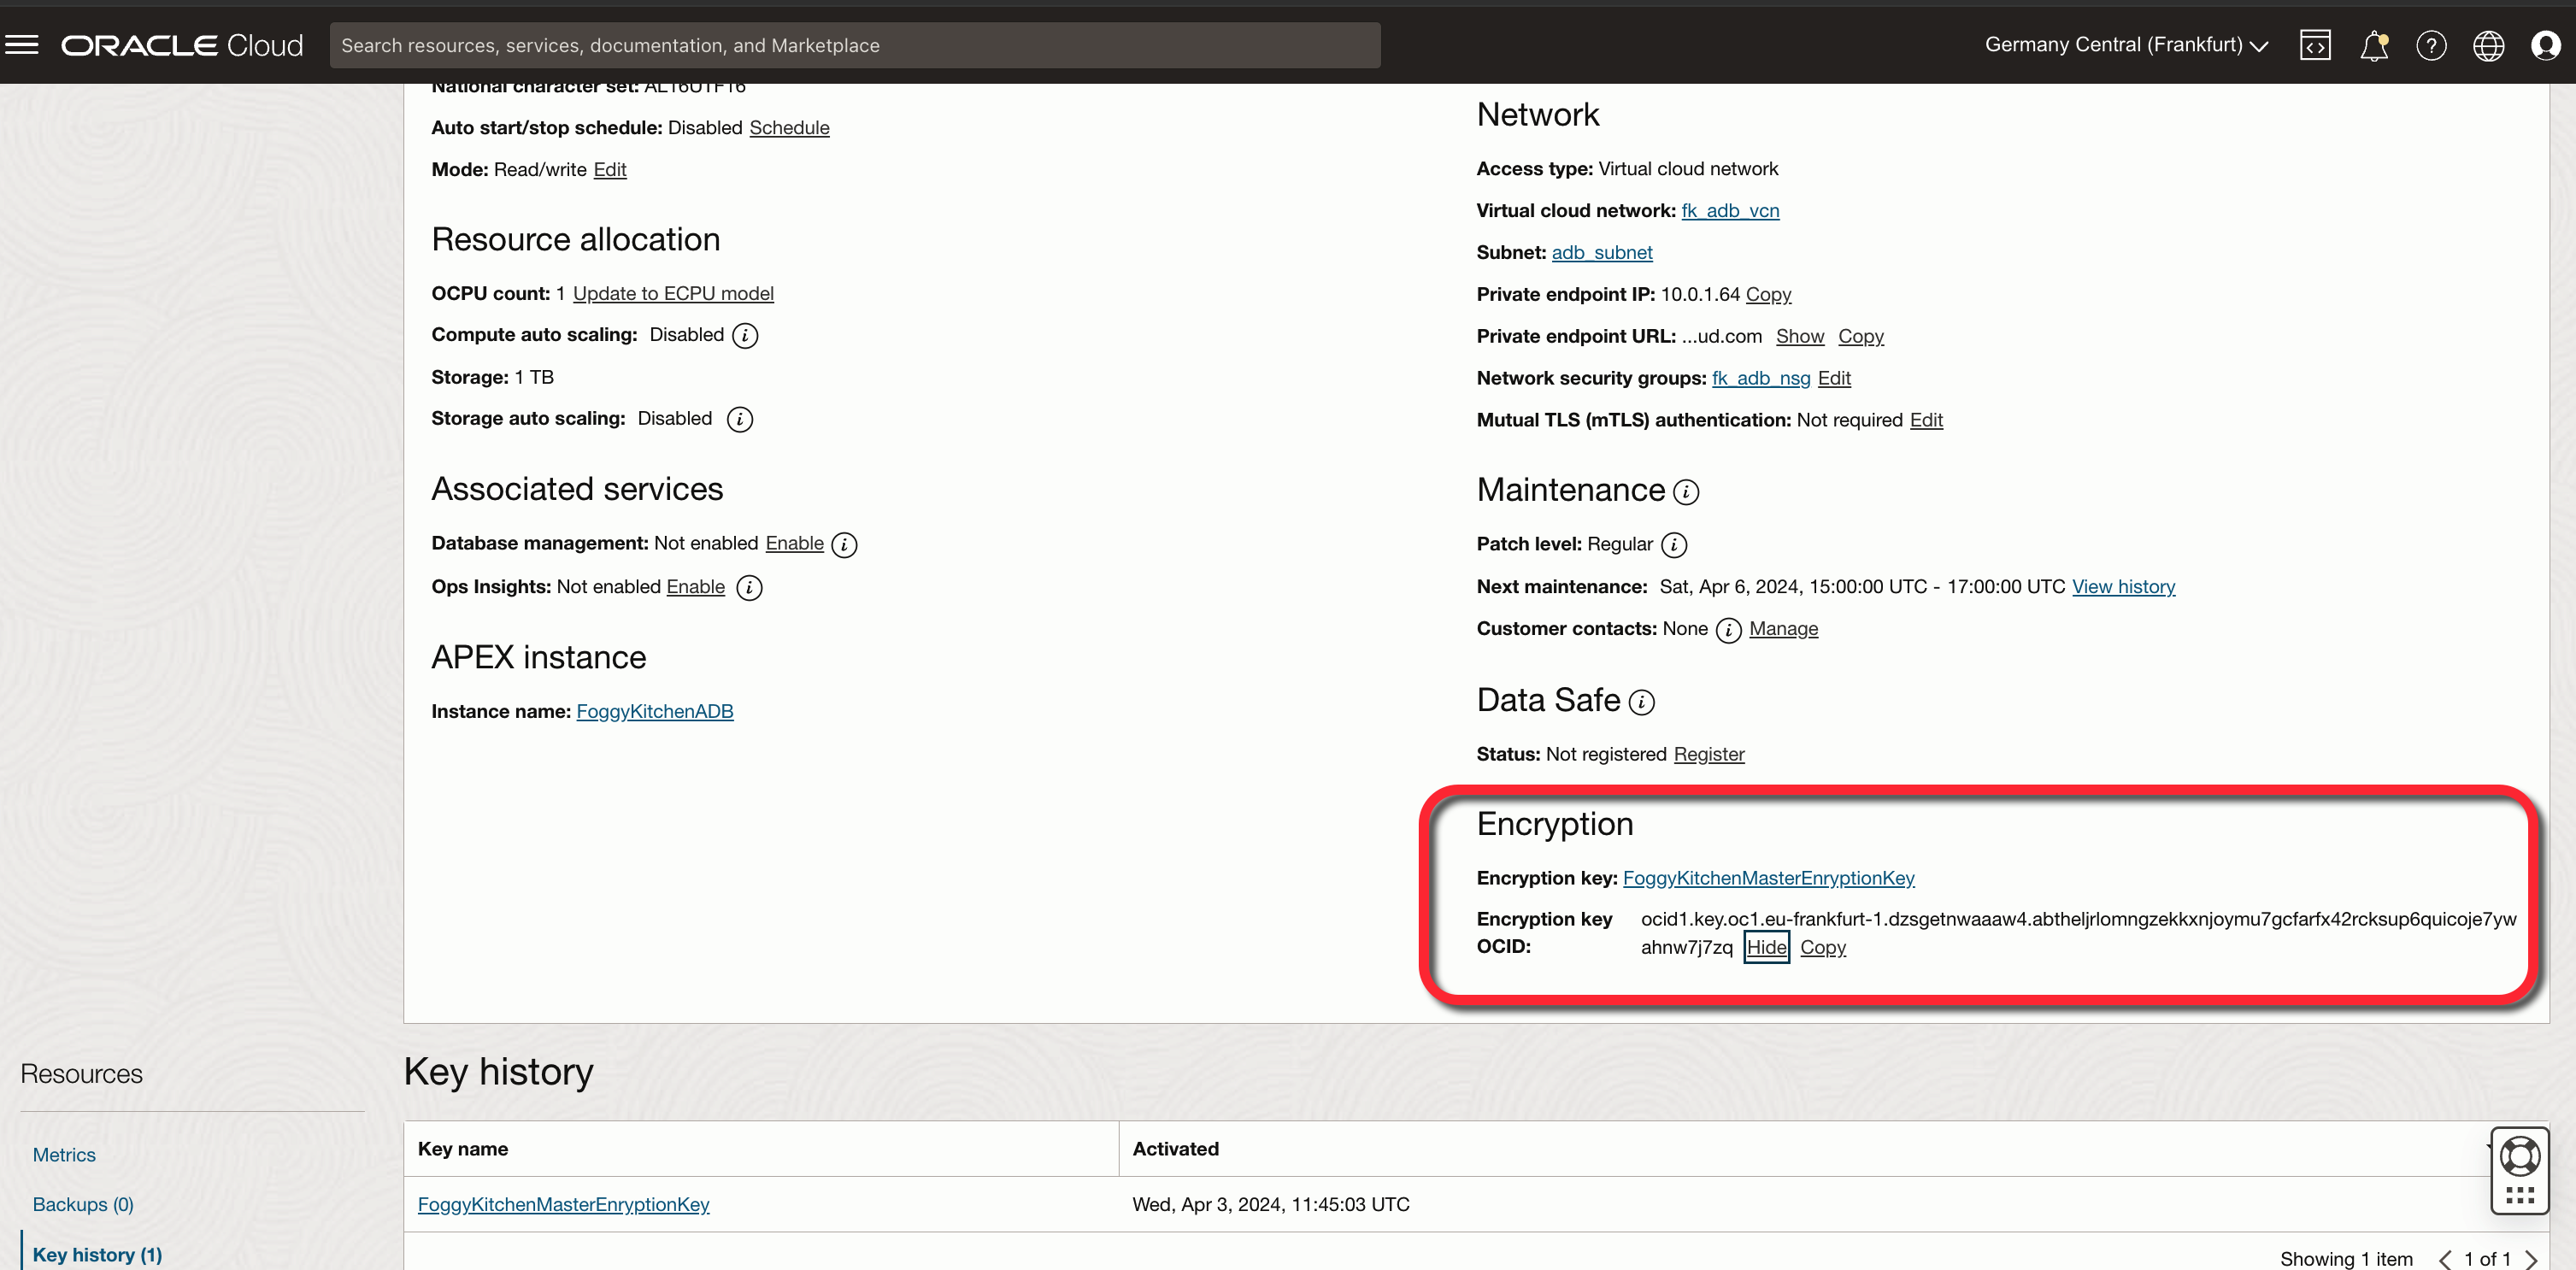 ORACLE Cloud
Search resources, services, documentation, and Marketplace
Germany Central (Frankfurt)
National character set: AL16UTF16
Auto start/stop schedule: Disabled Schedule
Mode: Read/write Edit
Resource allocation
OCPU count: 1 Update to ECPU model
Compute auto scaling: Disabled i
Storage: 1 TB
Storage auto scaling: Disabled i
Associated services
Database management: Not enabled Enable i
Ops Insights: Not enabled Enable i
APEX instance
Instance name: FoggyKitchenADB
Network
Access type: Virtual cloud network
Virtual cloud network: fk_adb_vcn
Subnet: adb_subnet
Private endpoint IP: 10.0.1.64 Copy
Private endpoint URL: ...ud.com Show Copy
Network security groups: fk_adb_nsg Edit
Mutual TLS (mTLS) authentication: Not required Edit
Maintenance i
Patch level: Regular i
Next maintenance: Sat, Apr 6, 2024, 15:00:00 UTC - 17:00:00 UTC View history
Customer contacts: None i Manage
Data Safe i
Status: Not registered Register
Encryption
Encryption key: FoggyKitchenMasterEnryptionKey
Encryption key OCID: ocid1.key.oc1.eu-frankfurt-1.dzsgetnwaaaw4.abtheljrlomngzekkxnjoymu7gcfarfx42rcksup6quicoje7yw
ahnw7j7zq Hide Copy
Resources
Metrics
Backups (0)
Key history (1)
Key history
Key name Activated
FoggyKitchenMasterEnryptionKey Wed, Apr 3, 2024, 11:45:03 UTC
Showing 1 item < 1 of 1 >